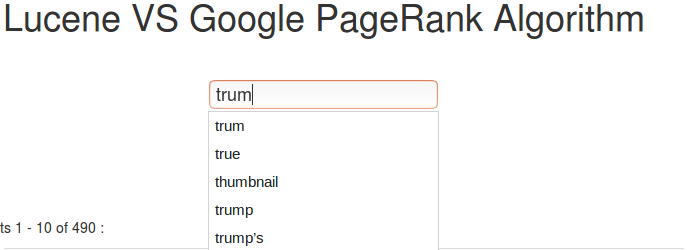 Lucene VS Google PageRank Algorithm
trum
trum
true
thumbnail
trump
trump's
ts 1 - 10 of 490 :